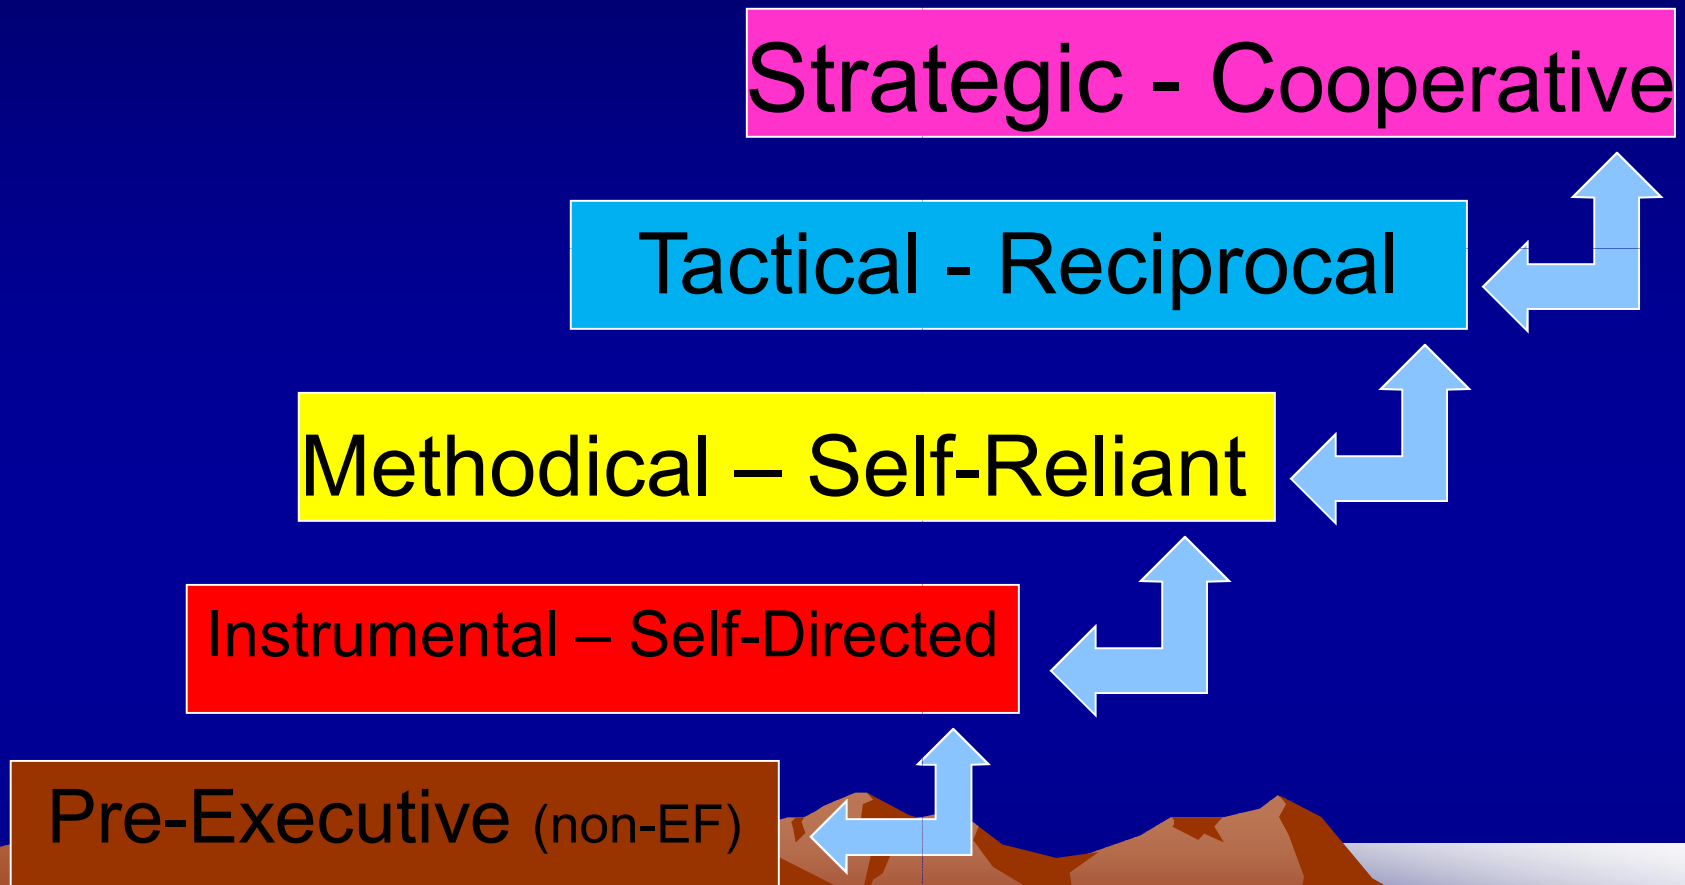 Strategic - Cooperative
Tactical - Reciprocal
Methodical – Self-Reliant
Instrumental – Self-Directed
Pre-Executive (non-EF)